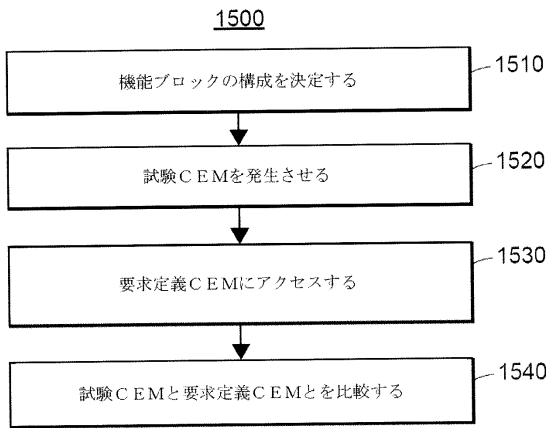 1500
機能ブロックの構成を決定する
1510
試験CEMを発生させる
1520
要求定義CEMにアクセスする
1530
試験CEMと要求定義CEMとを比較する
1540